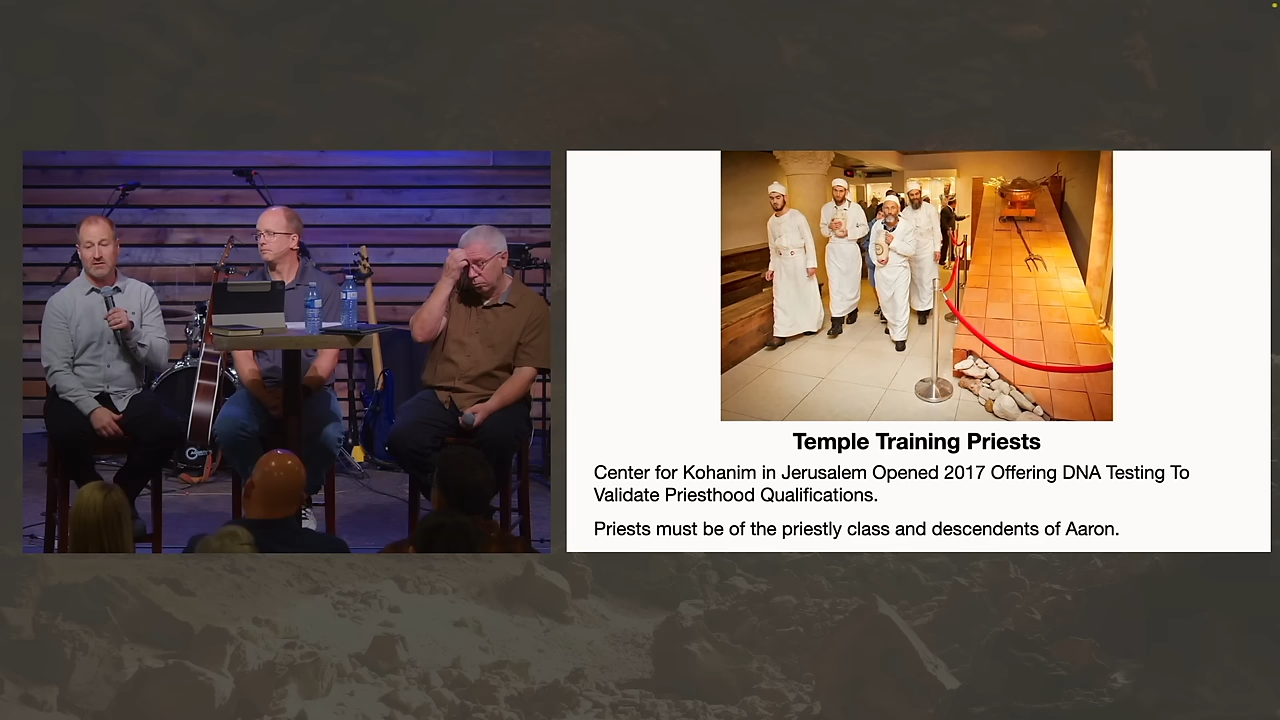 Temple Training Priests
Center for Kohanim in Jerusalem Opened 2017 Offering DNA Testing To
Validate Priesthood Qualifications.
Priests must be of the priestly class and descendents of Aaron.